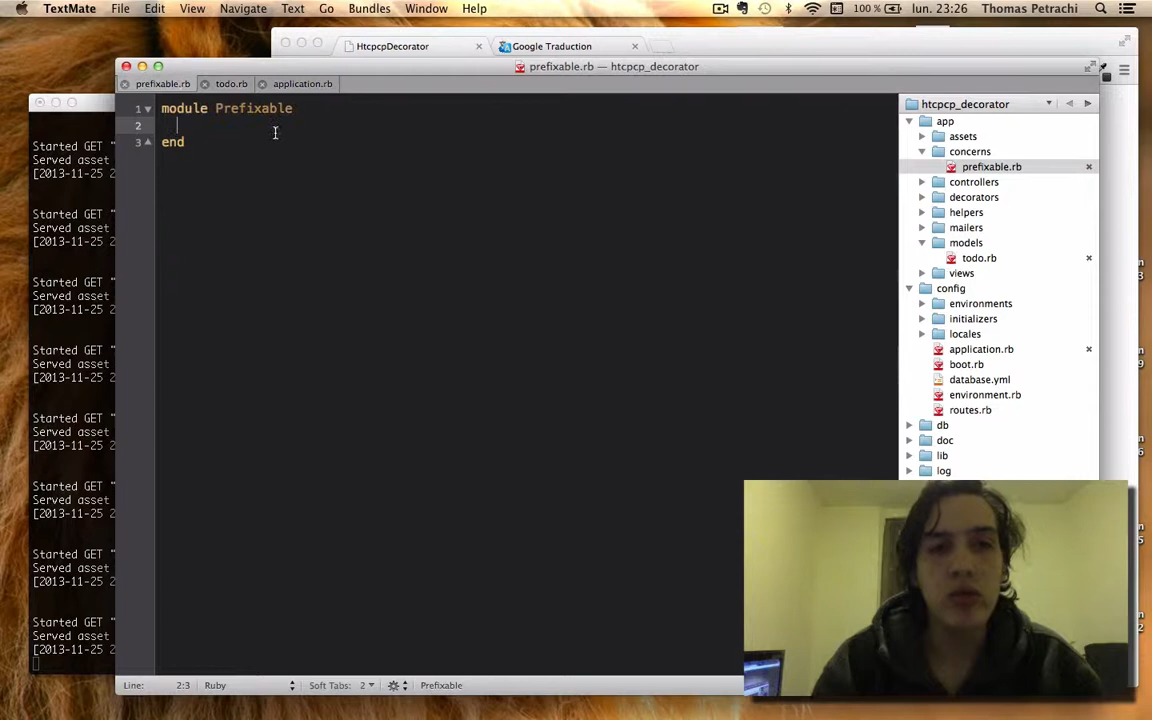 TextMate File Edit View Navigate Text Go Bundles Window Help 100 % lun. 23:26 Thomas Petrachi
HtcpcpDecorator Google Traduction
prefixable.rb — htcpcp_decorator
prefixable.rb todo.rb application.rb
1 module Prefixable
2
3 end
htcpcp_decorator
app
assets
concerns
prefixable.rb
controllers
decorators
helpers
mailers
models
todo.rb
views
config
environments
initializers
locales
application.rb
boot.rb
database.yml
environment.rb
routes.rb
db
doc
lib
log
Started GET "
Served asset
[2013-11-25 2
Started GET "
Served asset
[2013-11-25 2
Started GET "
Served asset
[2013-11-25 2
Started GET "
Served asset
[2013-11-25 2
Started GET "
Served asset
[2013-11-25 2
Started GET "
Served asset
[2013-11-25 2
Started GET "
Served asset
[2013-11-25 2
Started GET "
Served asset
[2013-11-25 2
Line: 2:3 Ruby Soft Tabs: 2 Prefixable